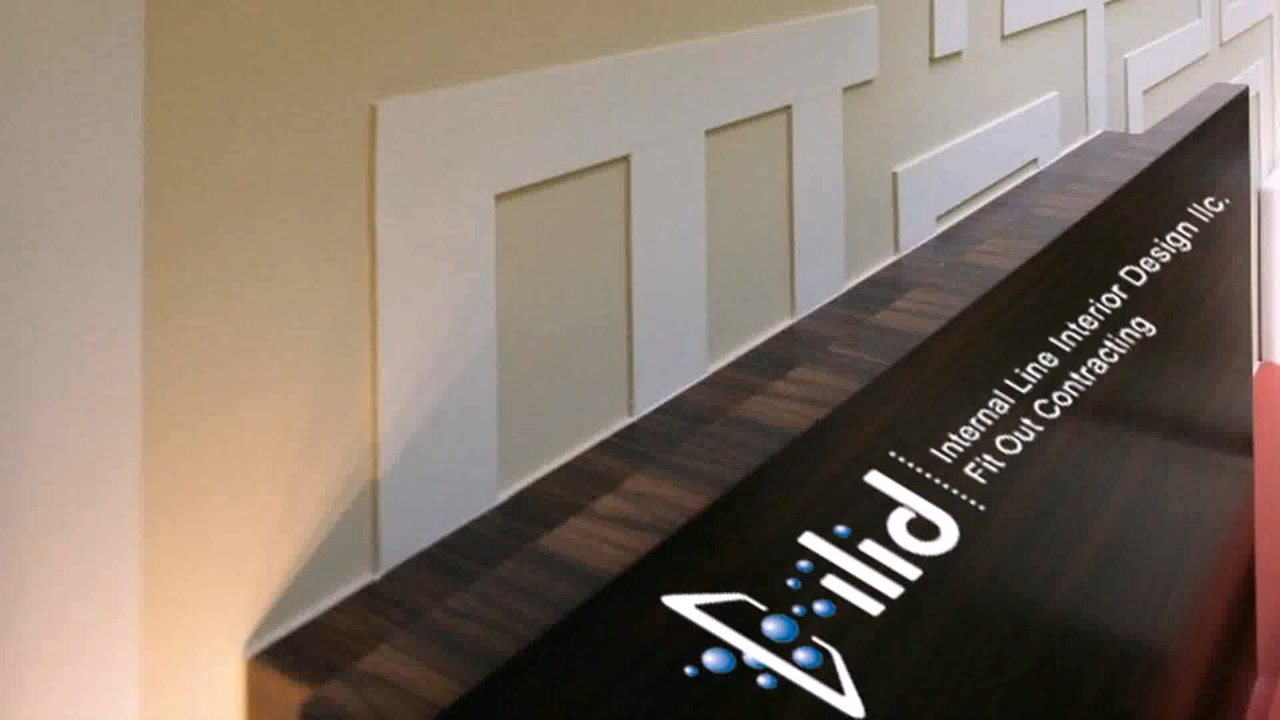 ilid
Internal Line Interior Design llc.
Fit Out Contracting